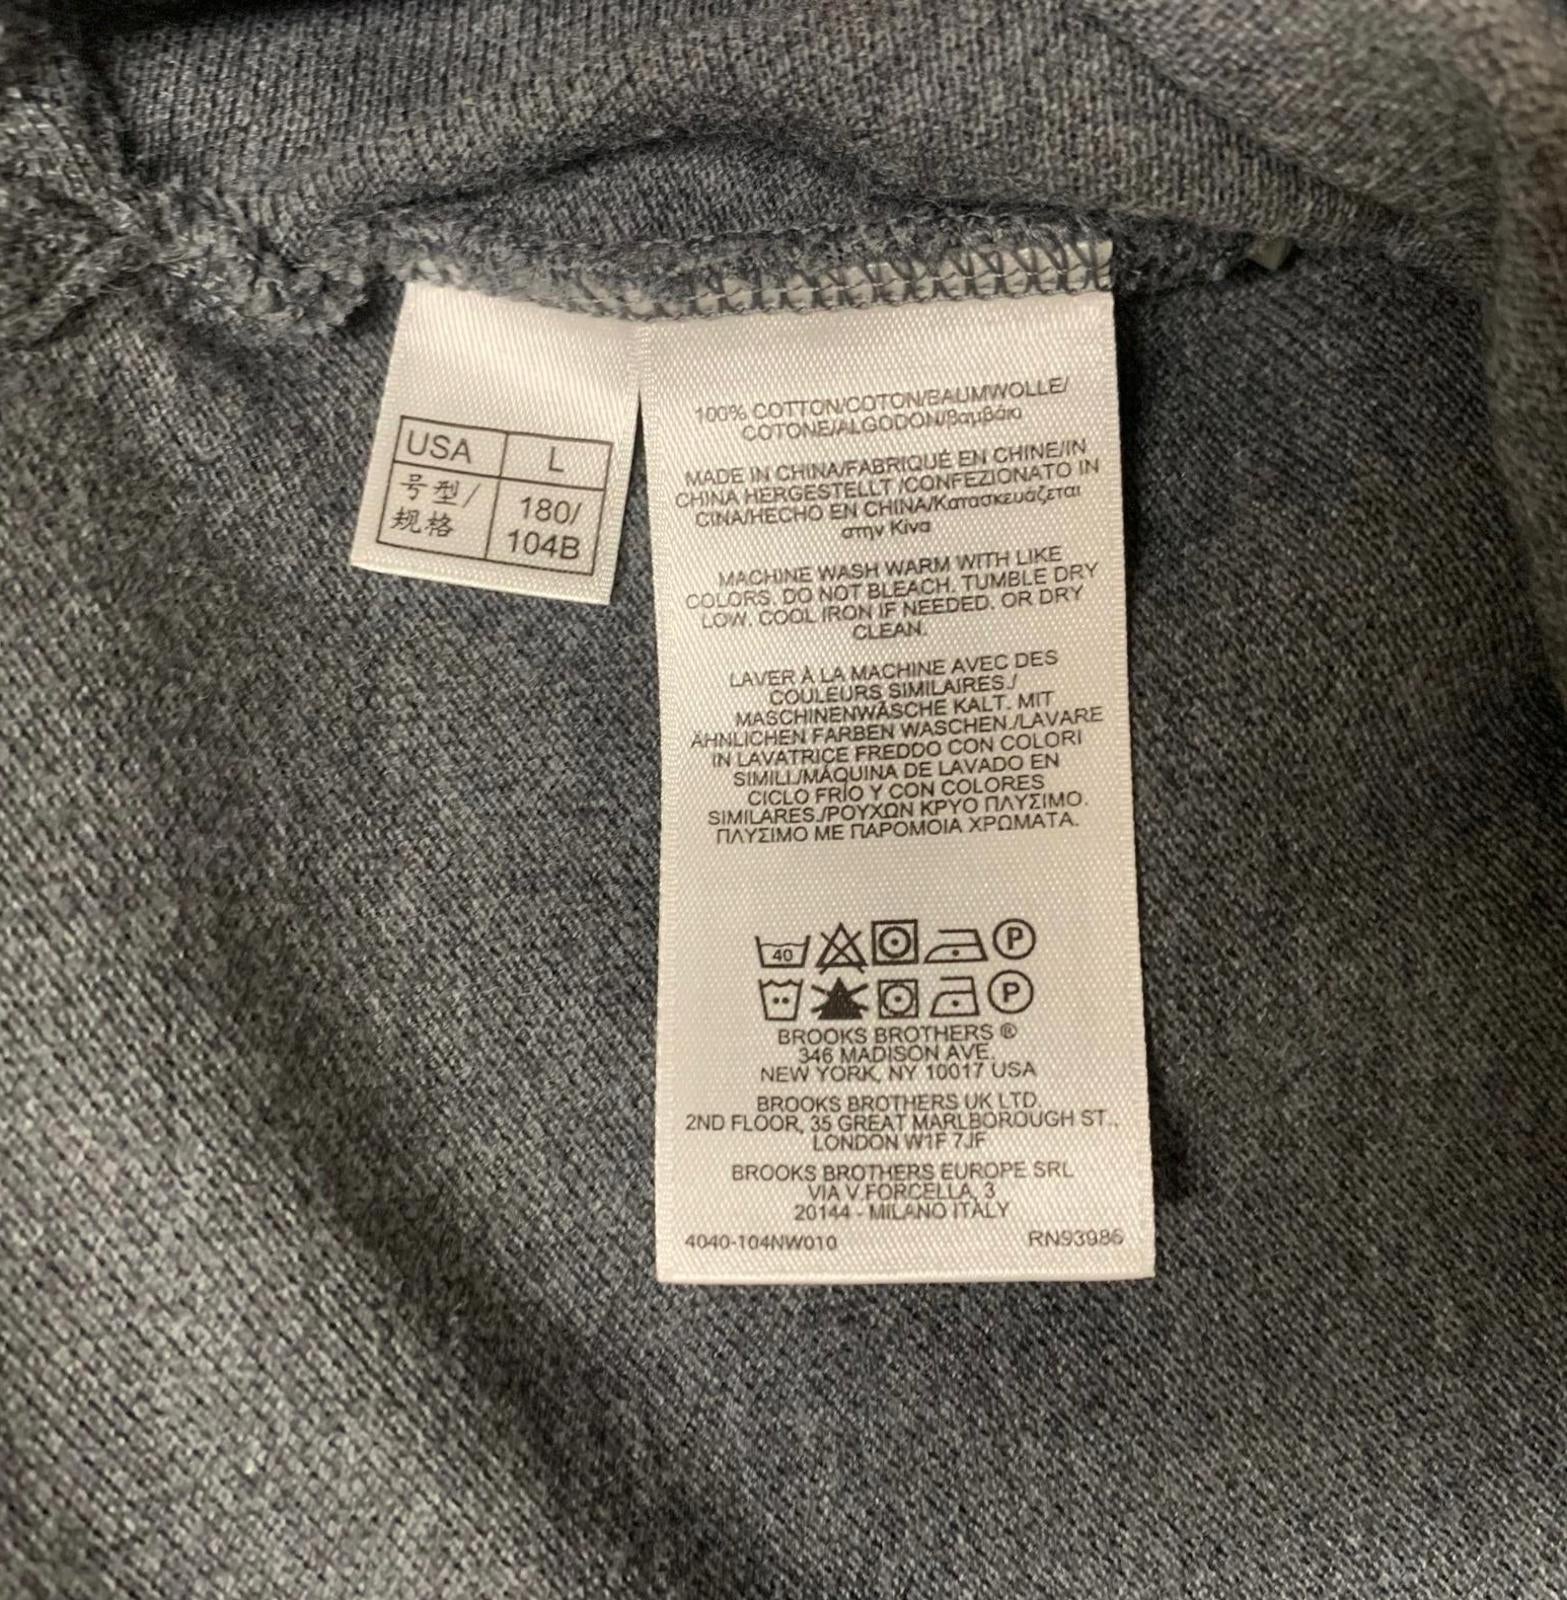 USA L
号型/ 180/
规格 104B
100% COTTON/COTON/BAUMWOLLE/
COTONE/ALGODON/Βαμβάκι
MADE IN CHINA/FABRIQUÉ EN CHINE/IN
CHINA HERGESTELLT /CONFEZIONATO IN
CINA/HECHO EN CHINA/Κατασκευάζεται
στην Κίνα
MACHINE WASH WARM WITH LIKE
COLORS. DO NOT BLEACH. TUMBLE DRY
LOW. COOL IRON IF NEEDED. OR DRY
CLEAN.
LAVER À LA MACHINE AVEC DES
COULEURS SIMILAIRES./
MASCHINENWÄSCHE KALT. MIT
ÄHNLICHEN FARBEN WASCHEN./LAVARE
IN LAVATRICE FREDDO CON COLORI
SIMILI/MÁQUINA DE LAVADO EN
CICLO FRÍO Y CON COLORES
SIMILARES./ΡΟΥΧΩΝ ΚΡΥΟ ΠΛΥΣΙΜΟ.
ΠΛΥΣΙΜΟ ΜΕ ΠΑΡΟΜΟΙΑ ΧΡΩΜΑΤΑ.
40 P
P
BROOKS BROTHERS ®
346 MADISON AVE.
NEW YORK, NY 10017 USA
BROOKS BROTHERS UK LTD.
2ND FLOOR, 35 GREAT MARLBOROUGH ST.,
LONDON W1F 7JF
BROOKS BROTHERS EUROPE SRL
VIA V.FORCELLA, 3
20144 - MILANO ITALY
4040-104NW010 RN93986